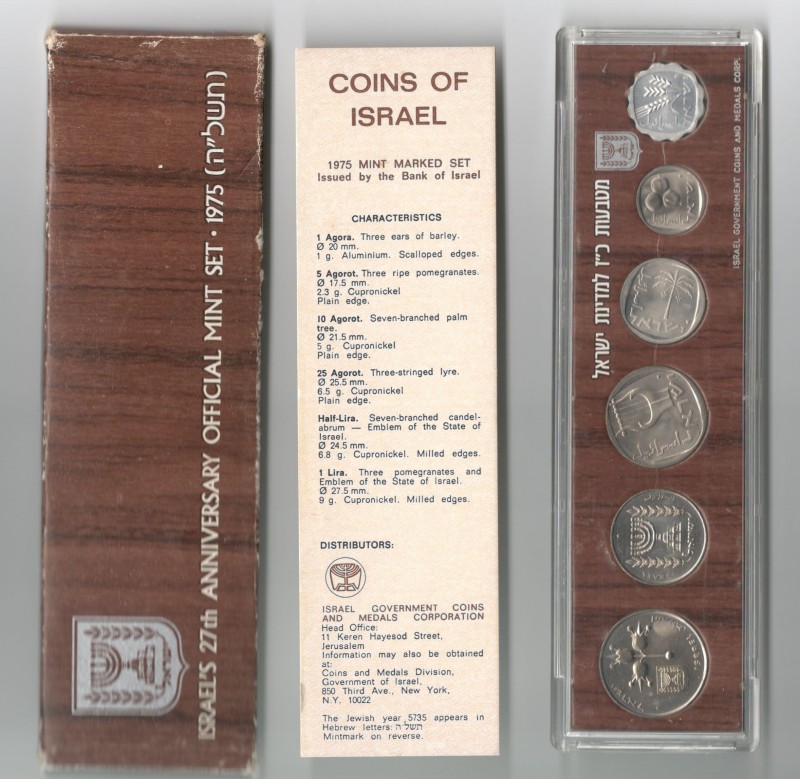 ISRAEL'S 27th ANNIVERSARY OFFICIAL MINT SET • 1975 (תשל"ה)
COINS OF
ISRAEL
1975 MINT MARKED SET
Issued by the Bank of Israel
CHARACTERISTICS
1 Agora. Three ears of barley.
Ø 20 mm.
1 g. Aluminium. Scalloped edges.
5 Agorot. Three ripe pomegranates.
Ø 17.5 mm.
2.3 g. Cupronickel
Plain edge.
10 Agorot. Seven-branched palm
tree.
Ø 21.5 mm.
5 g. Cupronickel
Plain edge.
25 Agorot. Three-stringed lyre.
Ø 25.5 mm.
6.5 g. Cupronickel
Plain edge.
Half-Lira. Seven-branched candel-
abrum — Emblem of the State of
Israel.
Ø 24.5 mm.
6.8 g. Cupronickel. Milled edges.
1 Lira. Three pomegranates and
Emblem of the State of Israel.
Ø 27.5 mm.
9 g. Cupronickel. Milled edges.
DISTRIBUTORS:
ISRAEL GOVERNMENT COINS
AND MEDALS CORPORATION
Head Office:
11 Keren Hayesod Street,
Jerusalem
Information may also be obtained
at:
Coins and Medals Division,
Government of Israel,
850 Third Ave., New York,
N.Y. 10022
The Jewish year 5735 appears in
Hebrew letters: תשל"ה
Mintmark on reverse.
מטבעות כ"ז למדינת ישראל
ISRAEL GOVERNMENT COINS AND MEDALS CORP.